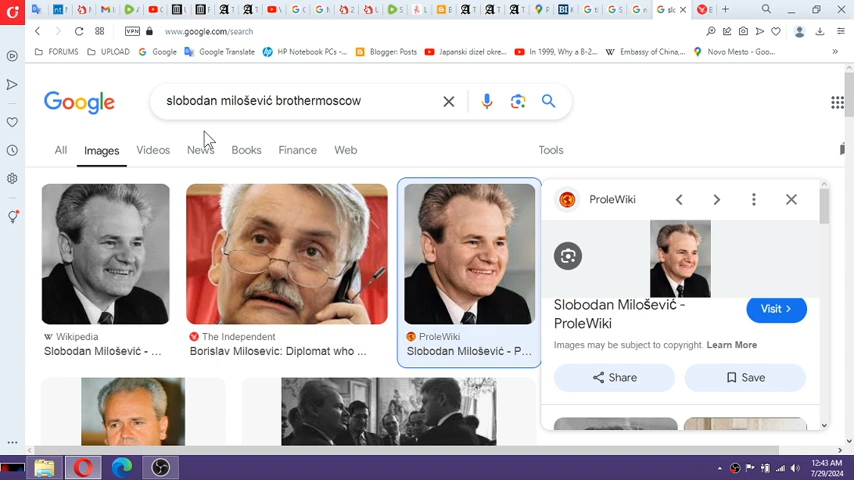 www.google.com/search
VPN
FORUMS
UPLOAD
Google
Google Translate
HP Notebook PCs -...
Blogger: Posts
Japanski dizel okre...
In 1999, Why a B-2...
Embassy of China,...
Novo Mesto - Goo...
Google
slobodan milošević brothermoscow
All
Images
Videos
News
Books
Finance
Web
Tools
Wikipedia
Slobodan Milošević - ...
The Independent
Borislav Milosevic: Diplomat who ...
ProleWiki
Slobodan Milošević - P...
ProleWiki
Slobodan Milošević -
ProleWiki
Visit
Images may be subject to copyright. Learn More
Share
Save
12:43 AM
7/29/2024